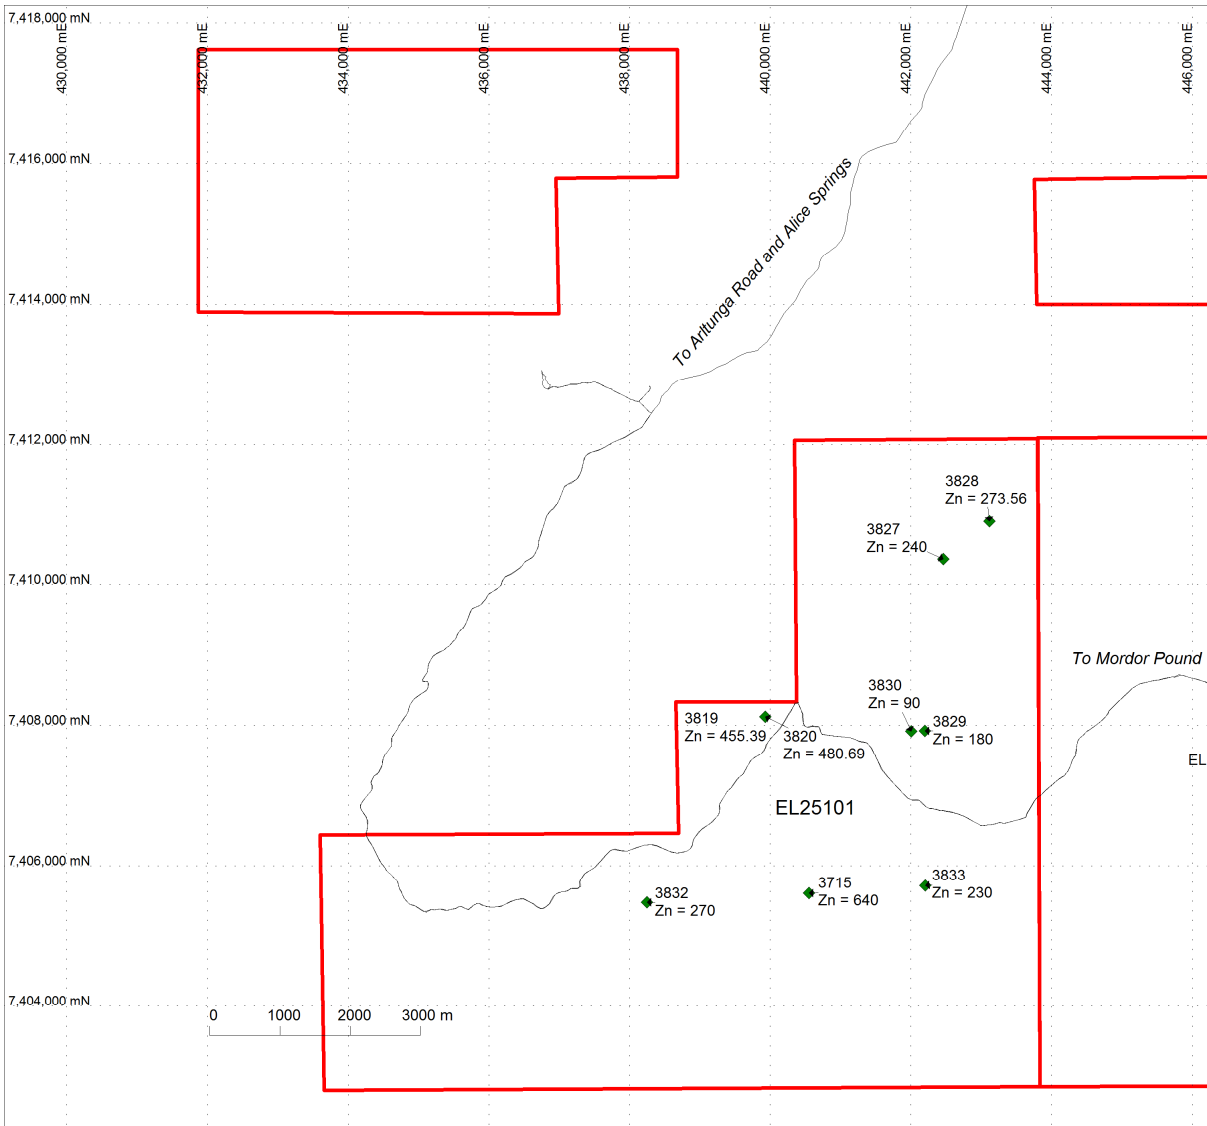 7,418,000 mN
430,000 mE
432,000 mE
434,000 mE
436,000 mE
438,000 mE
440,000 mE
442,000 mE
444,000 mE
446,000 mE
7,416,000 mN
To Arltunga Road and Alice Springs
7,414,000 mN
7,412,000 mN
3828
Zn = 273.56
3827
Zn = 240
7,410,000 mN
To Mordor Pound
3830
Zn = 90
3829
Zn = 180
3819
Zn = 455.39
3820
Zn = 480.69
7,408,000 mN
EL
EL25101
7,406,000 mN
3832
Zn = 270
3715
Zn = 640
3833
Zn = 230
7,404,000 mN
0 1000 2000 3000 m